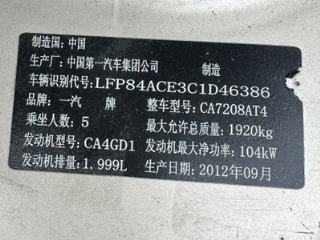 制造国：中国
生产厂：中国第一汽车集团公司 制造
车辆识别代号：LFP84ACE3C1D46386
品牌：一汽 牌 整车型号：CA7208AT4
乘坐人数：5 最大允许总质量：1920kg
发动机型号：CA4GD1 发动机最大净功率：104kW
发动机排量：1.999L 2012年09月